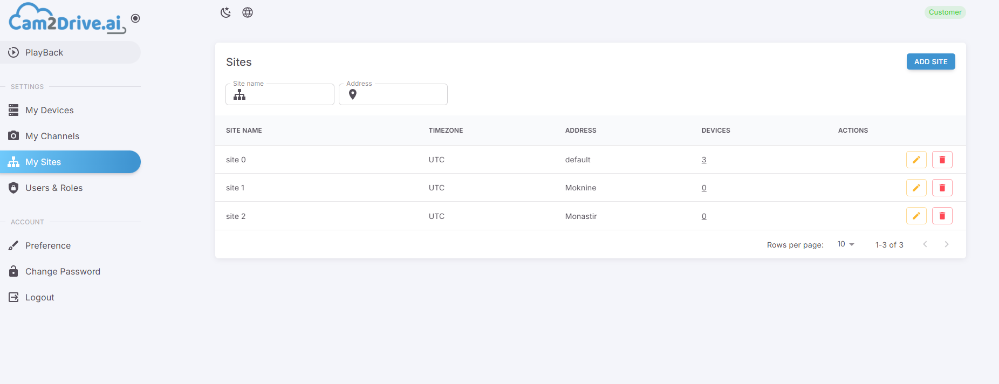 Cam2Drive.ai
Customer
PlayBack
SETTINGS
My Devices
My Channels
My Sites
Users & Roles
ACCOUNT
Preference
Change Password
Logout
Sites
ADD SITE
Site name Address
SITE NAME TIMEZONE ADDRESS DEVICES ACTIONS
site 0 UTC default 3
site 1 UTC Moknine 0
site 2 UTC Monastir 0
Rows per page: 10 1-3 of 3